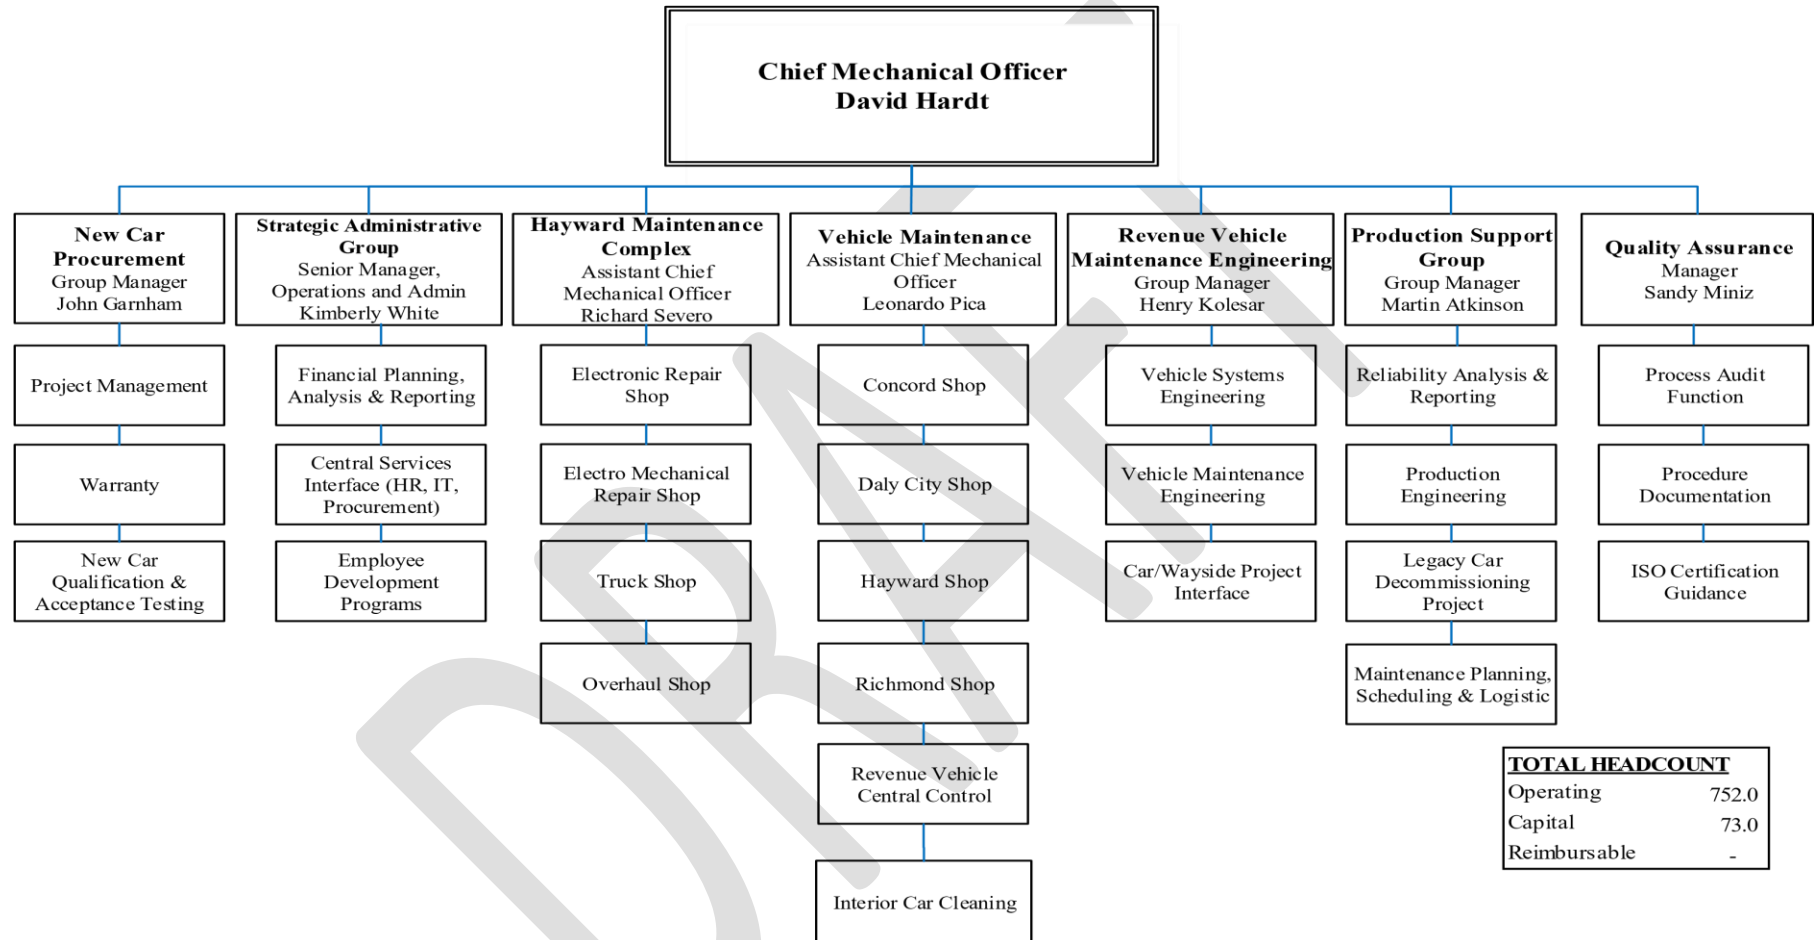 Chief Mechanical Officer
David Hardt
New Car
Procurement
Group Manager
John Garnham
Project Management
Warranty
New Car
Qualification &
Acceptance Testing
Strategic Administrative
Group
Senior Manager,
Operations and Admin
Kimberly White
Financial Planning,
Analysis & Reporting
Central Services
Interface (HR, IT,
Procurement)
Employee
Development
Programs
Hayward Maintenance
Complex
Assistant Chief
Mechanical Officer
Richard Severo
Electronic Repair
Shop
Electro Mechanical
Repair Shop
Truck Shop
Overhaul Shop
Vehicle Maintenance
Assistant Chief Mechanical
Officer
Leonardo Pica
Concord Shop
Daly City Shop
Hayward Shop
Richmond Shop
Revenue Vehicle
Central Control
Interior Car Cleaning
Revenue Vehicle
Maintenance Engineering
Group Manager
Henry Kolesar
Vehicle Systems
Engineering
Vehicle Maintenance
Engineering
Car/Wayside Project
Interface
Production Support
Group
Group Manager
Martin Atkinson
Reliability Analysis &
Reporting
Production
Engineering
Legacy Car
Decommissioning
Project
Maintenance Planning,
Scheduling & Logistic
Quality Assurance
Manager
Sandy Miniz
Process Audit
Function
Procedure
Documentation
ISO Certification
Guidance
TOTAL HEADCOUNT
Operating 752.0
Capital 73.0
Reimbursable -
DRAFT